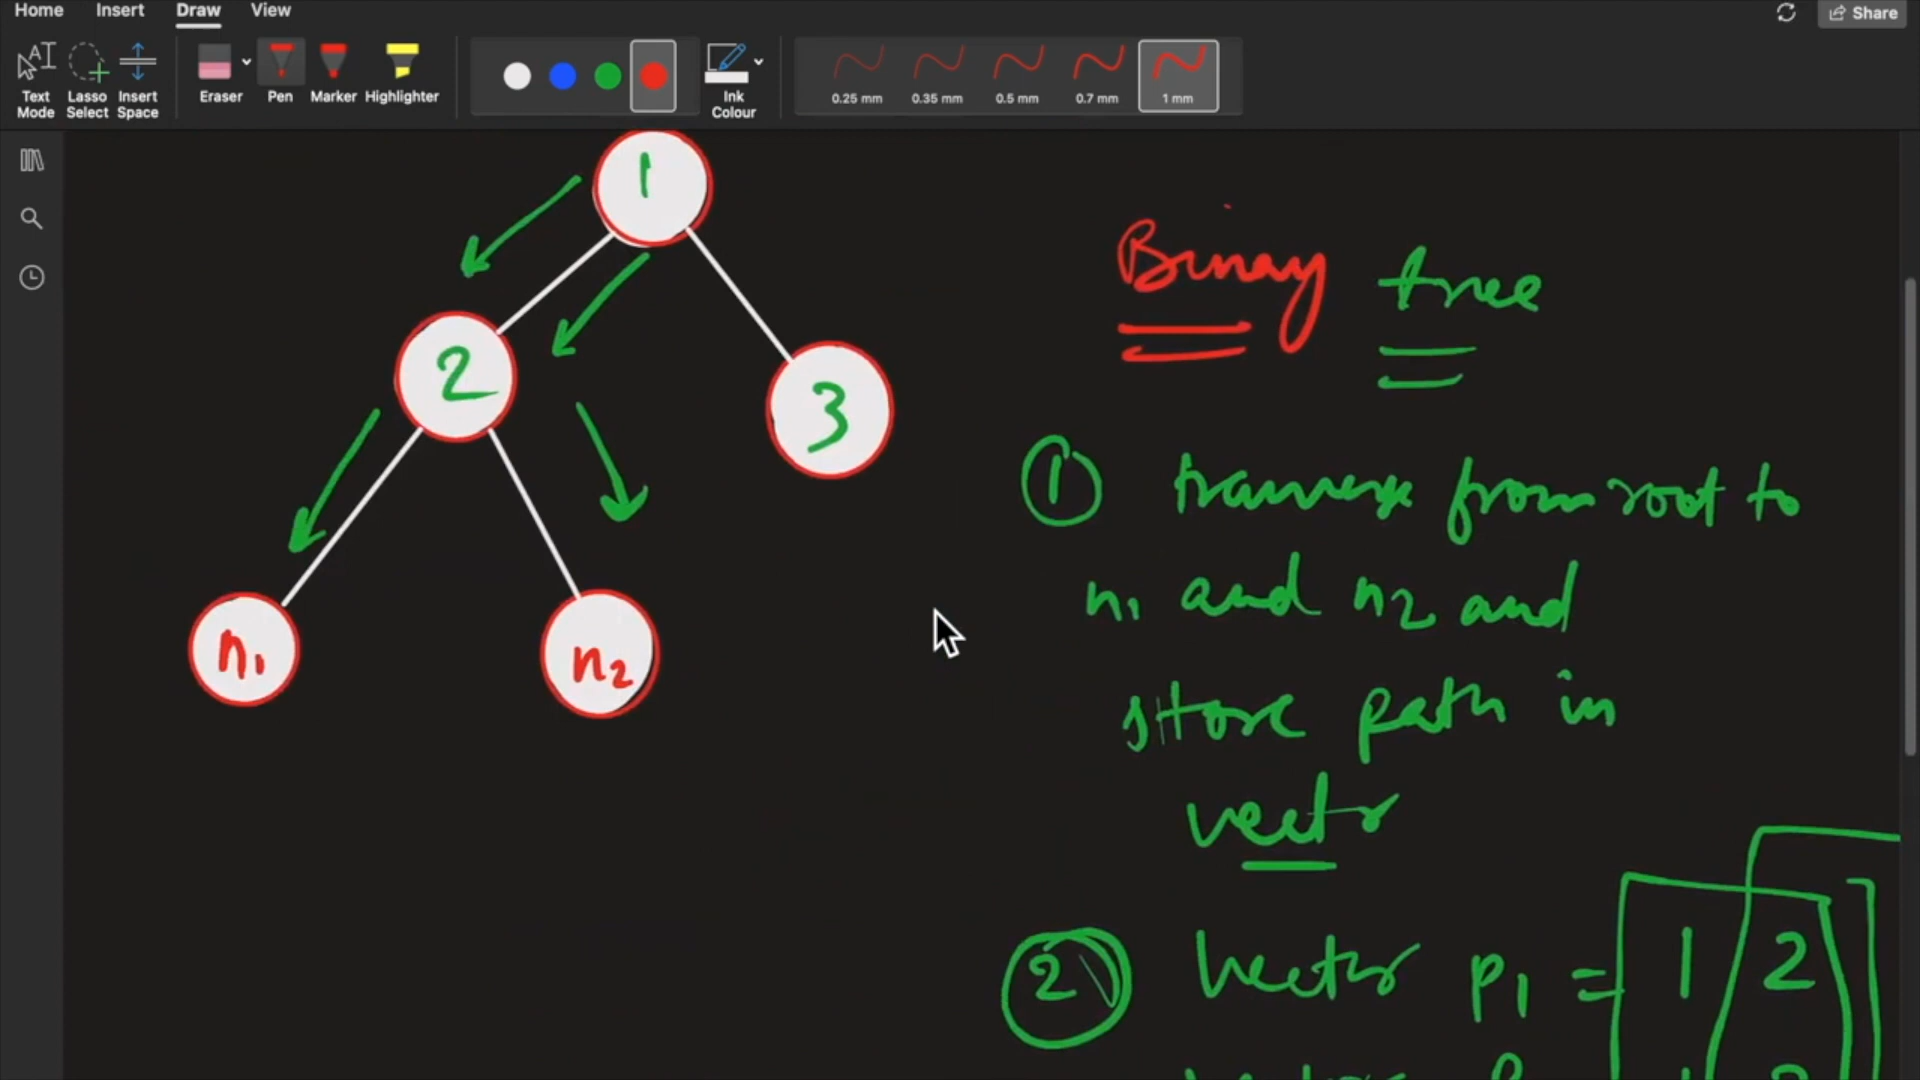 Home Insert Draw View
Share
Text Mode
Lasso Select
Insert Space
Eraser
Pen
Marker
Highlighter
Ink Colour
0.25 mm
0.35 mm
0.5 mm
0.7 mm
1 mm
1
2
3
n1
n2
Binary tree
1 traverse from root to
n1 and n2 and
store path in
vector
2 vector p1 = 1 2